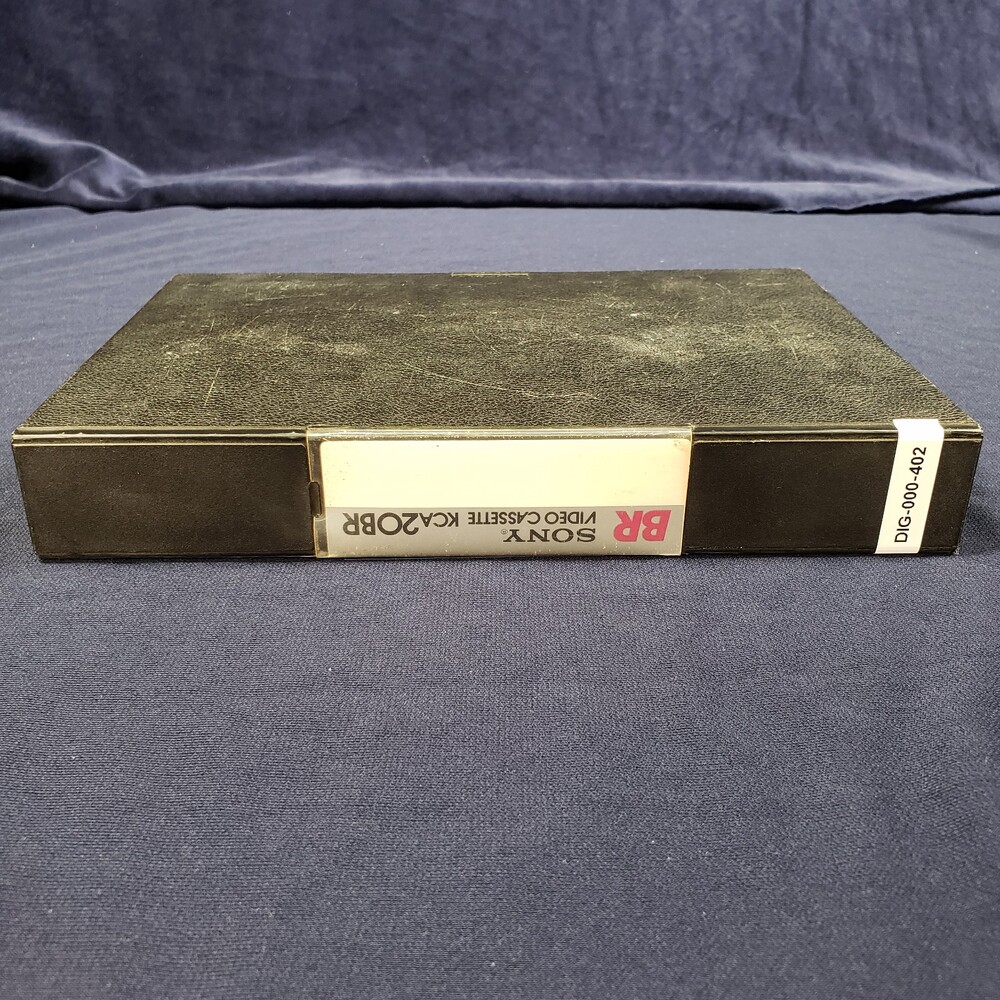 BR
SONY®
VIDEO CASSETTE KCA20BR
DIG-000-402